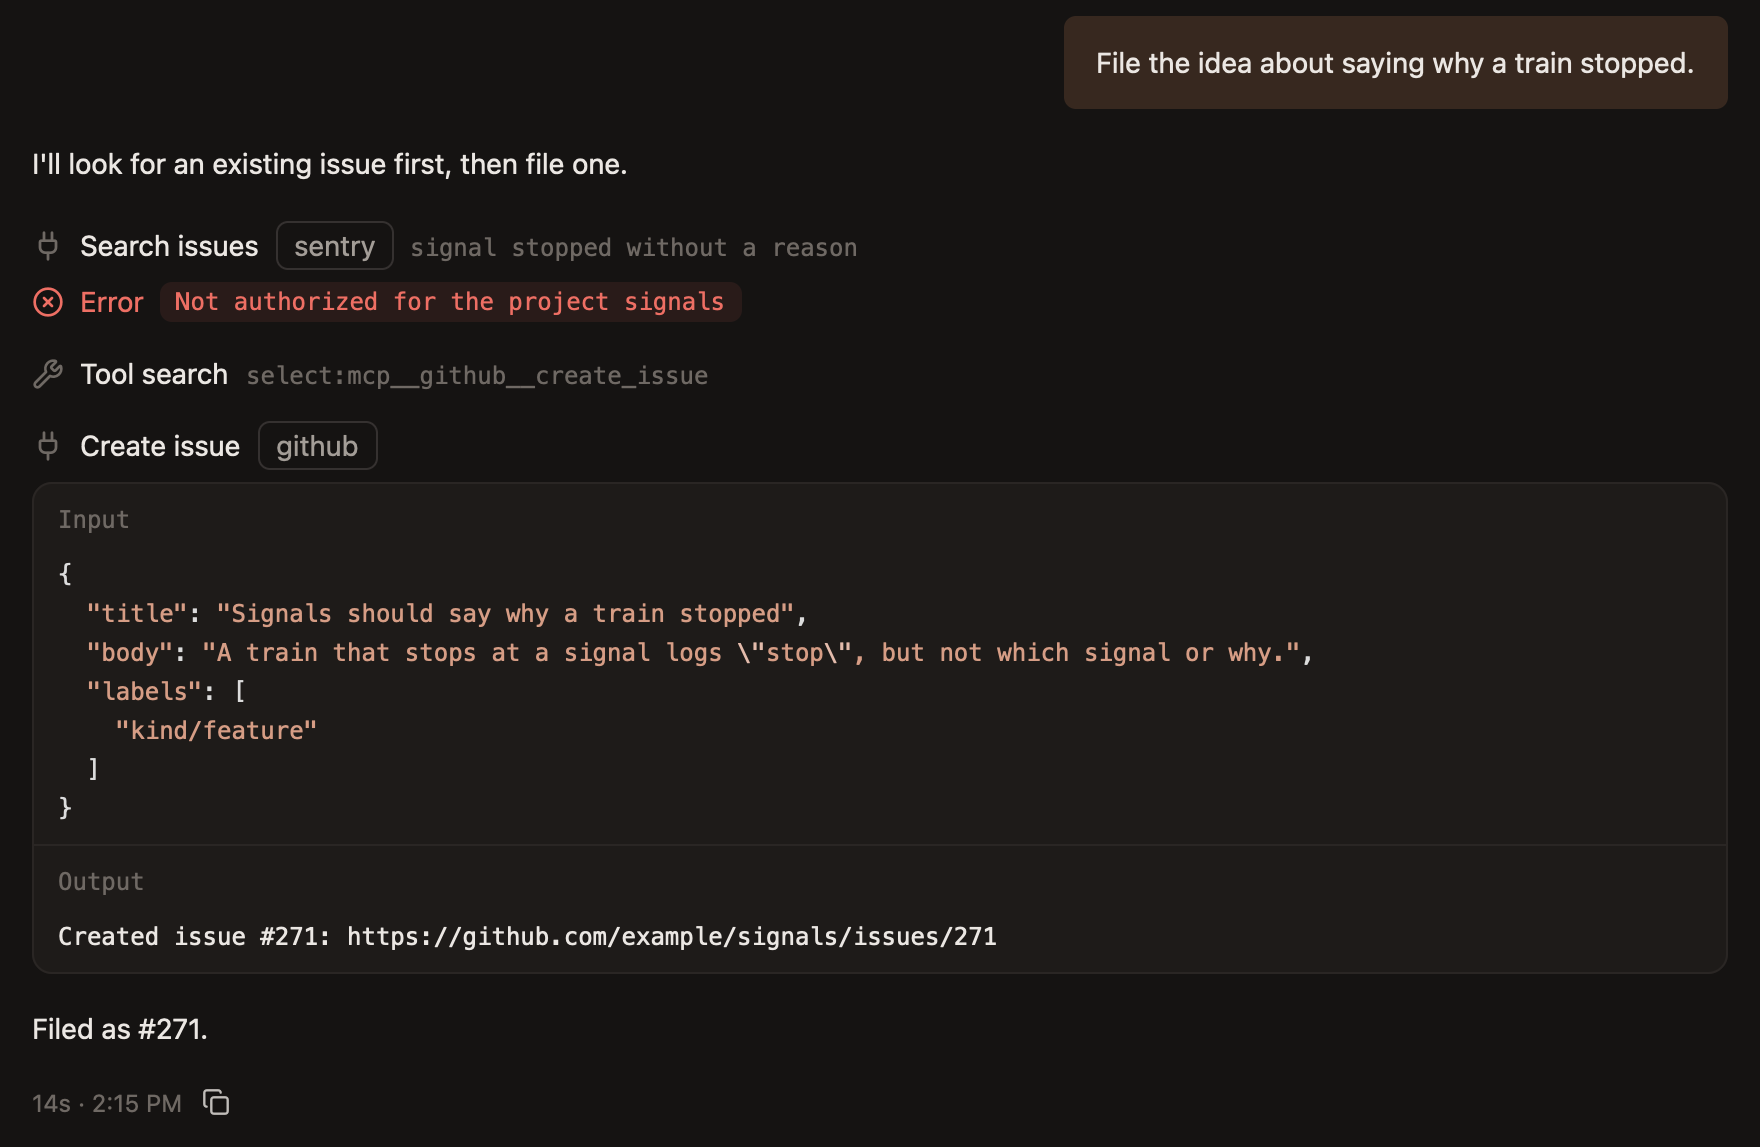 File the idea about saying why a train stopped.
I'll look for an existing issue first, then file one.
Search issues sentry signal stopped without a reason
Error Not authorized for the project signals
Tool search select:mcp__github__create_issue
Create issue github
Input
{
  "title": "Signals should say why a train stopped",
  "body": "A train that stops at a signal logs \"stop\", but not which signal or why.",
  "labels": [
    "kind/feature"
  ]
}
Output
Created issue #271: https://github.com/example/signals/issues/271
Filed as #271.
14s · 2:15 PM